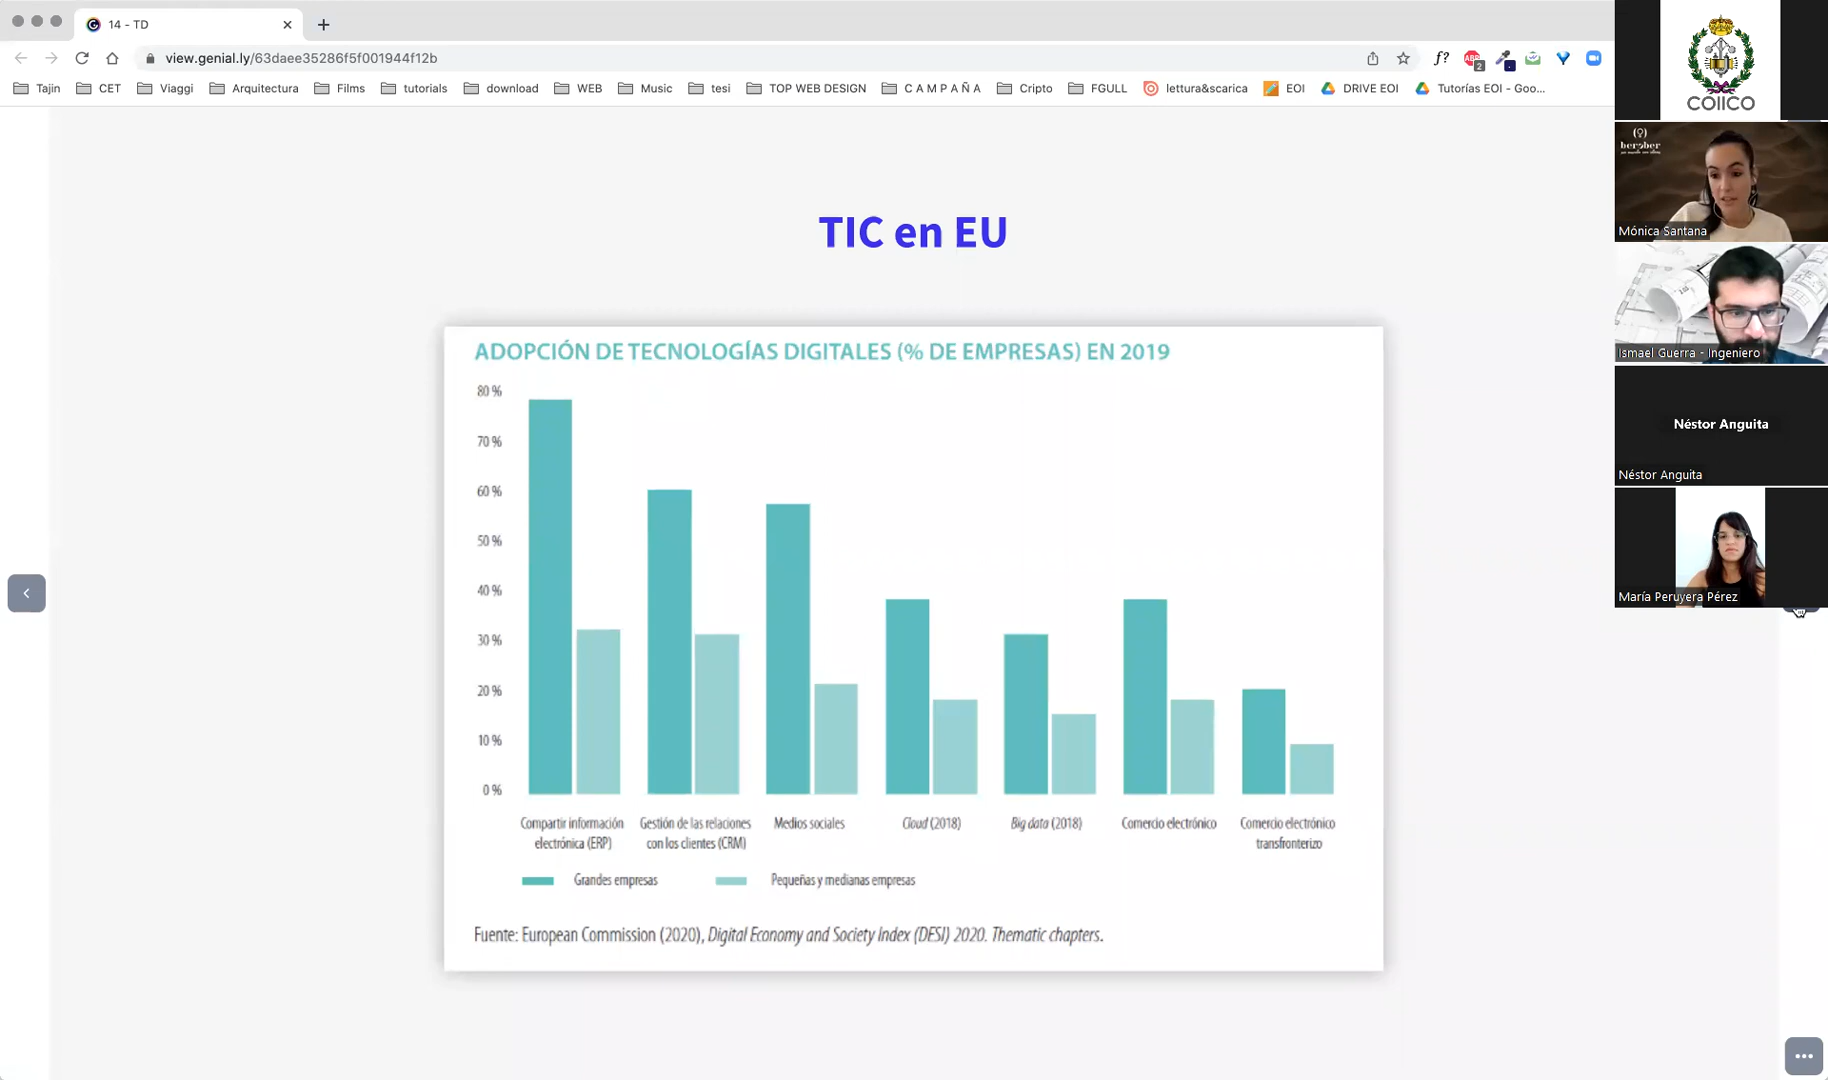 14 - TD
view.genial.ly/63daee35286f5f001944f12b
f?
ABP
2
Tajin
CET
Viaggi
Arquitectura
Films
tutorials
download
WEB
Music
tesi
TOP WEB DESIGN
C A M P A Ñ A
Cripto
FGULL
lettura&scarica
EOI
DRIVE EOI
Tutorías EOI - Goo...
TIC en EU
ADOPCIÓN DE TECNOLOGÍAS DIGITALES (% DE EMPRESAS) EN 2019
80 %
70 %
60 %
50 %
40 %
30 %
20 %
10 %
0 %
Compartir información
electrónica (ERP)
Gestión de las relaciones
con los clientes (CRM)
Medios sociales
Cloud (2018)
Big data (2018)
Comercio electrónico
Comercio electrónico
transfronterizo
Grandes empresas
Pequeñas y medianas empresas
Fuente: European Commission (2020), Digital Economy and Society Index (DESI) 2020. Thematic chapters.
COIICO
Mónica Santana
Ismael Guerra - Ingeniero
Néstor Anguita
Néstor Anguita
María Peruyera Pérez